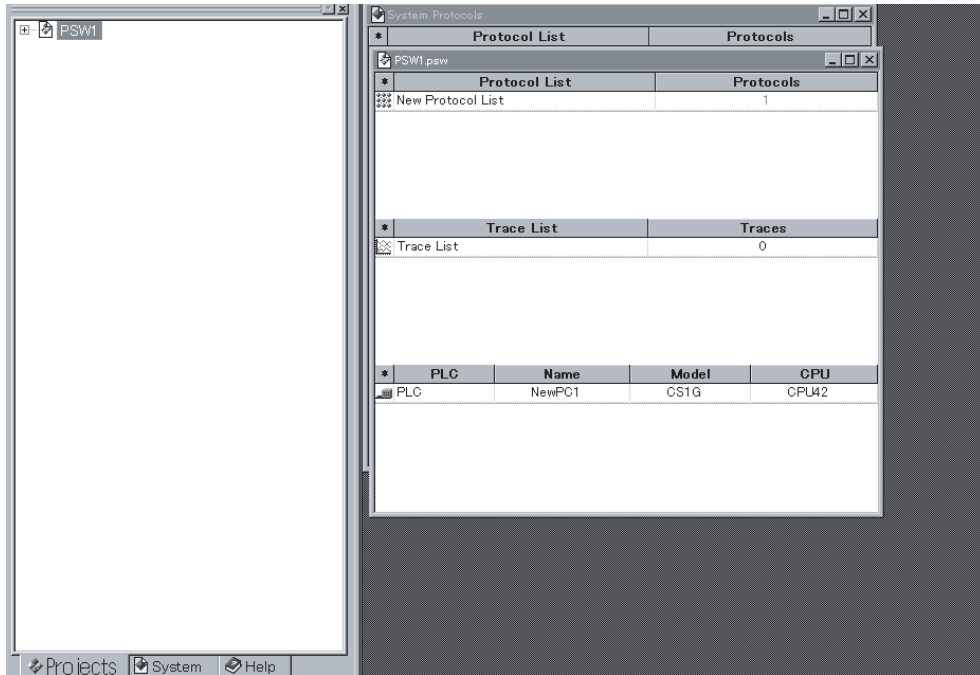 PSW1
System Protocols
* Protocol List Protocols
PSW1.psw
* Protocol List Protocols
New Protocol List 1
* Trace List Traces
Trace List 0
* PLC Name Model CPU
PLC NewPC1 CS1G CPU42
Projects System Help